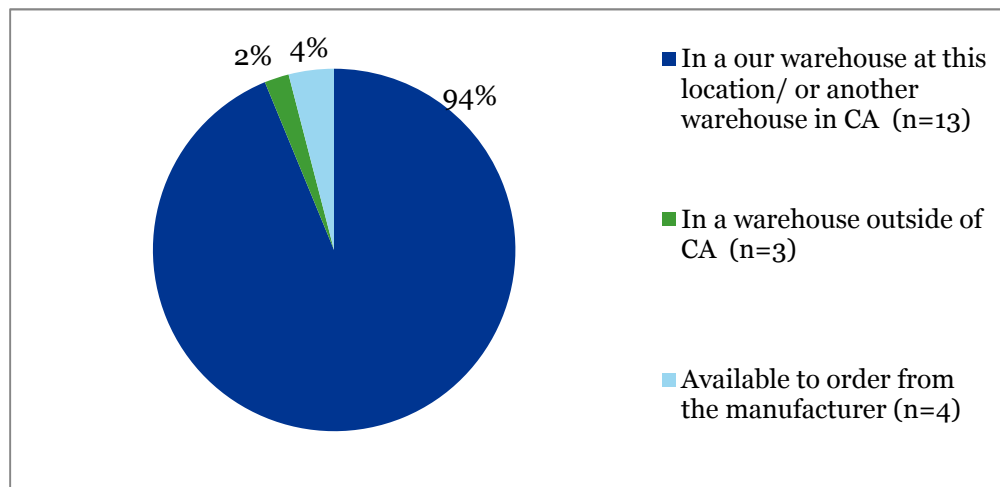 2%
4%
94%
In a our warehouse at this
location/ or another
warehouse in CA  (n=13)
In a warehouse outside of
CA  (n=3)
Available to order from
the manufacturer (n=4)